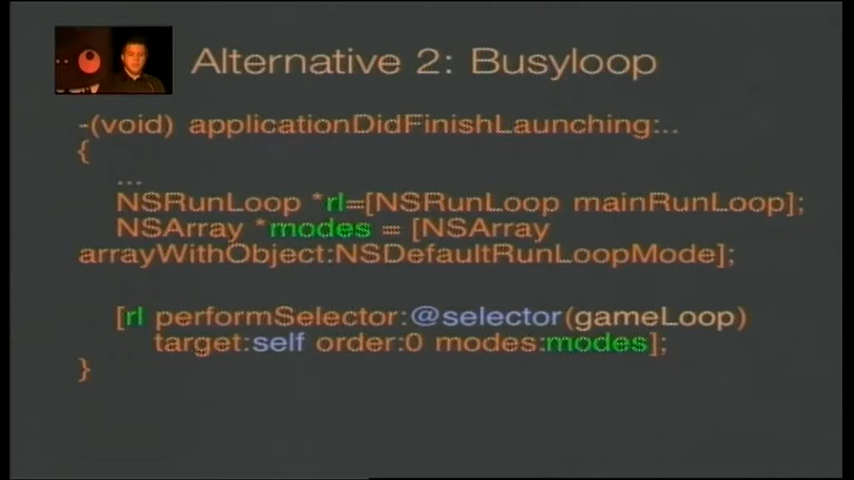 Alternative 2: Busyloop
-(void) applicationDidFinishLaunching:..
{
...
NSRunLoop *rl=[NSRunLoop mainRunLoop];
NSArray *modes = [NSArray
arrayWithObject:NSDefaultRunLoopMode];
[rl performSelector:@selector(gameLoop)
target:self order:0 modes:modes];
}